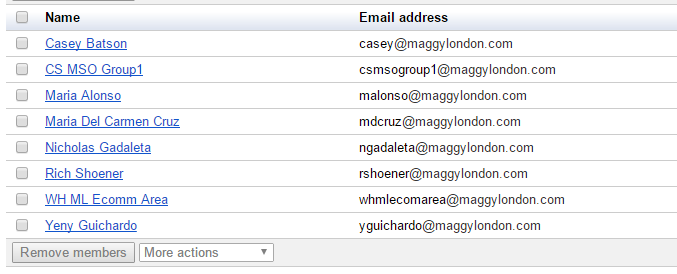 Name Email address
Casey Batson casey@maggylondon.com
CS MSO Group1 csmsogroup1@maggylondon.com
Maria Alonso malonso@maggylondon.com
Maria Del Carmen Cruz mdcruz@maggylondon.com
Nicholas Gadaleta ngadaleta@maggylondon.com
Rich Shoener rshoener@maggylondon.com
WH ML Ecomm Area whmlecomarea@maggylondon.com
Yeny Guichardo yguichardo@maggylondon.com
Remove members More actions